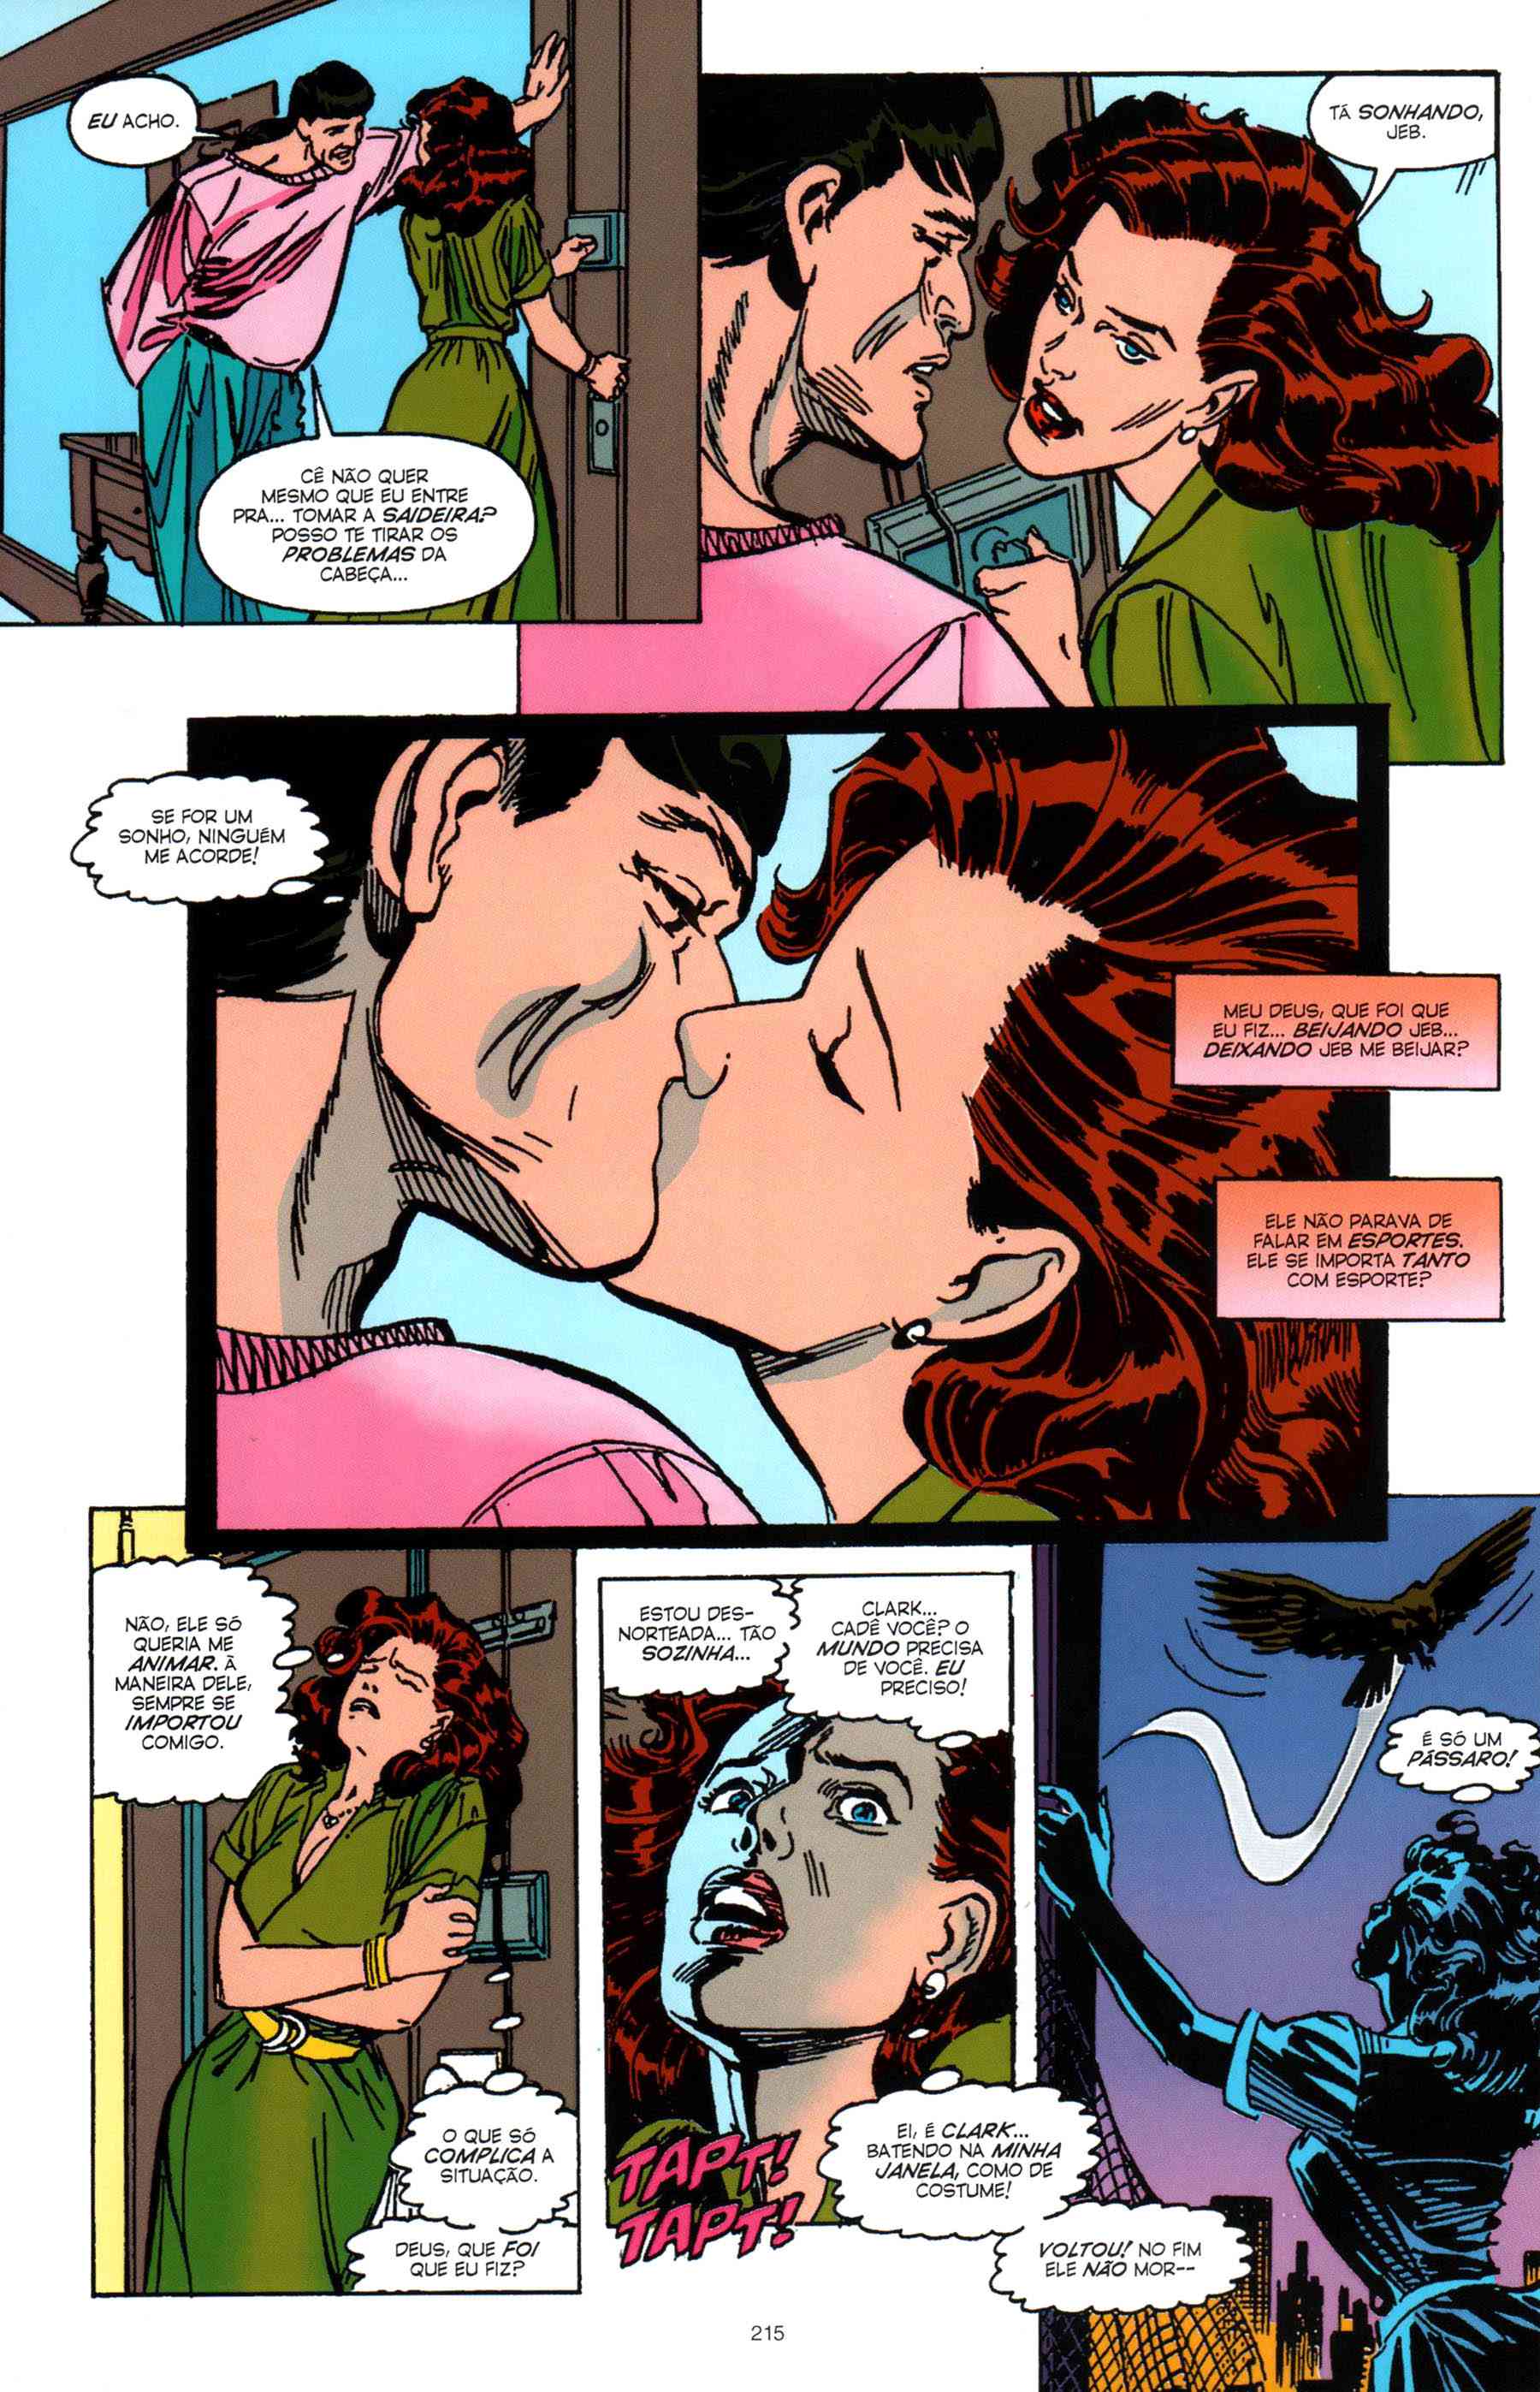 EU ACHO.
CÊ NÃO QUER
MESMO QUE EU ENTRE
PRA... TOMAR A SAIDEIRA?
POSSO TE TIRAR OS
PROBLEMAS DA
CABEÇA...
TÁ SONHANDO,
JEB.
SE FOR UM
SONHO, NINGUÉM
ME ACORDE!
MEU DEUS, QUE FOI QUE
EU FIZ... BEIJANDO JEB...
DEIXANDO JEB ME BEIJAR?
ELE NÃO PARAVA DE
FALAR EM ESPORTES.
ELE SE IMPORTA TANTO
COM ESPORTE?
NÃO, ELE SÓ
QUERIA ME
ANIMAR. À
MANEIRA DELE,
SEMPRE SE
IMPORTOU
COMIGO.
O QUE SÓ
COMPLICA A
SITUAÇÃO.
DEUS, QUE FOI
QUE EU FIZ?
ESTOU DES-
NORTEADA... TÃO
SOZINHA...
CLARK...
CADÊ VOCÊ? O
MUNDO PRECISA
DE VOCÊ. EU
PRECISO!
TAPT!
TAPT!
EI, É CLARK...
BATENDO NA MINHA
JANELA, COMO DE
COSTUME!
VOLTOU! NO FIM
ELE NÃO MOR--
É SÓ UM
PÁSSARO!
215